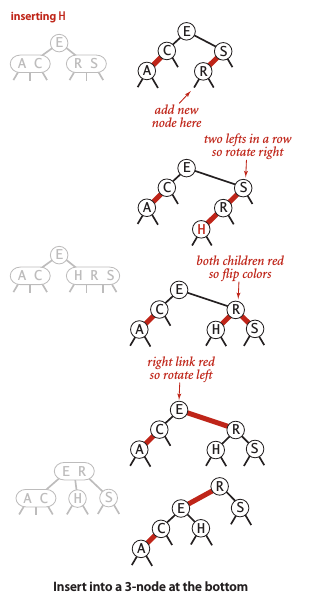 inserting H
E
A C
R S
E
C
S
A
R
add new
node here
two lefts in a row
so rotate right
E
C
S
A
R
H
E
A C
H R S
both children red
so flip colors
E
C
R
A
H
S
right link red
so rotate left
E
C
R
A
H
S
E R
A C
H
S
R
E
S
C
H
A
Insert into a 3-node at the bottom